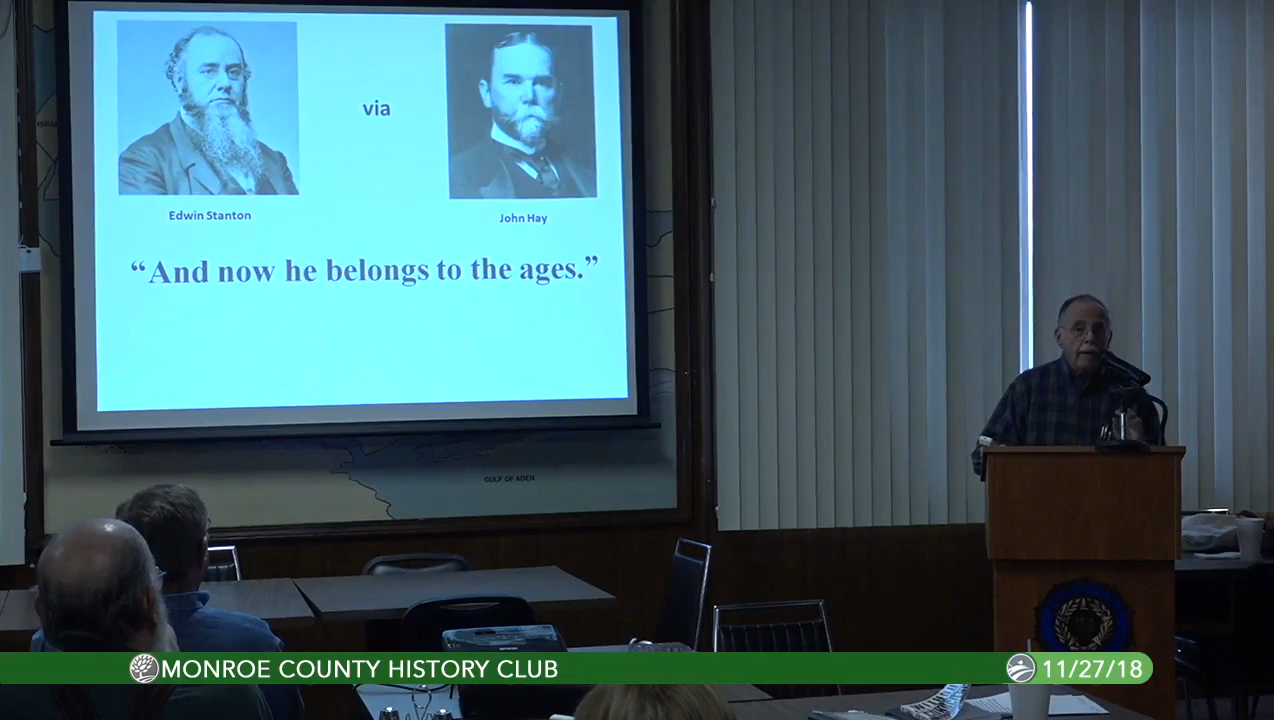 via
Edwin Stanton
John Hay
“And now he belongs to the ages.”
GULF OF ADEN
MONROE COUNTY HISTORY CLUB
11/27/18